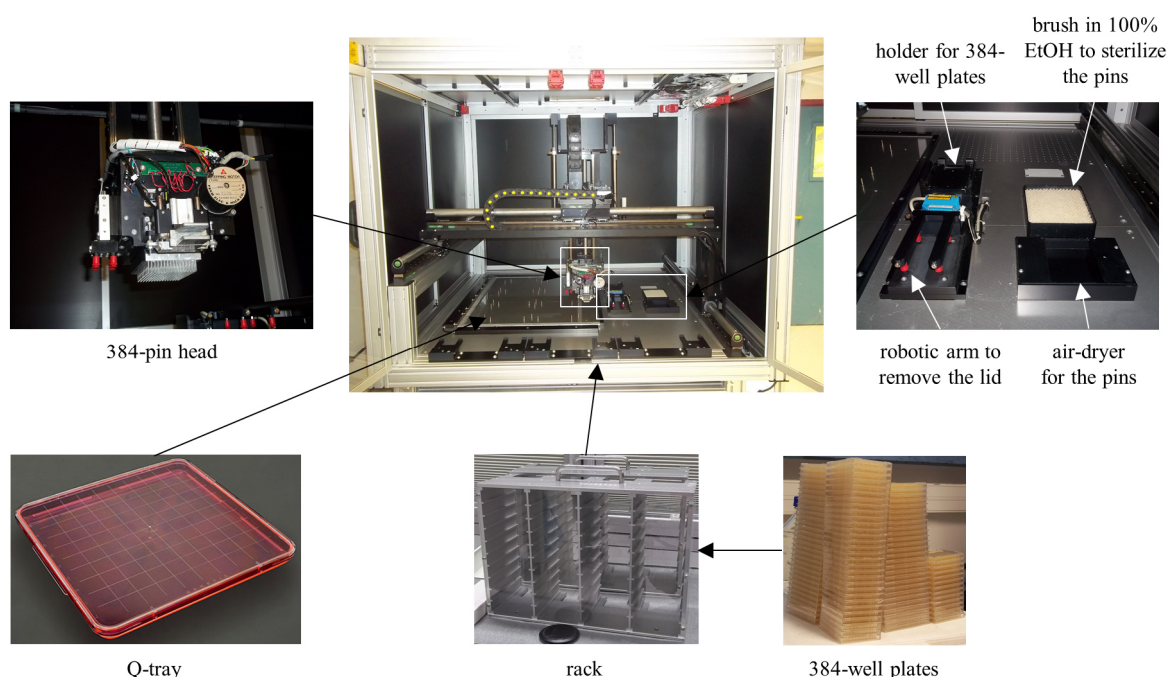 brush in 100%
EtOH to sterilize
the pins
holder for 384-
well plates
384-pin head
robotic arm to
remove the lid
air-dryer
for the pins
Q-tray
rack
384-well plates